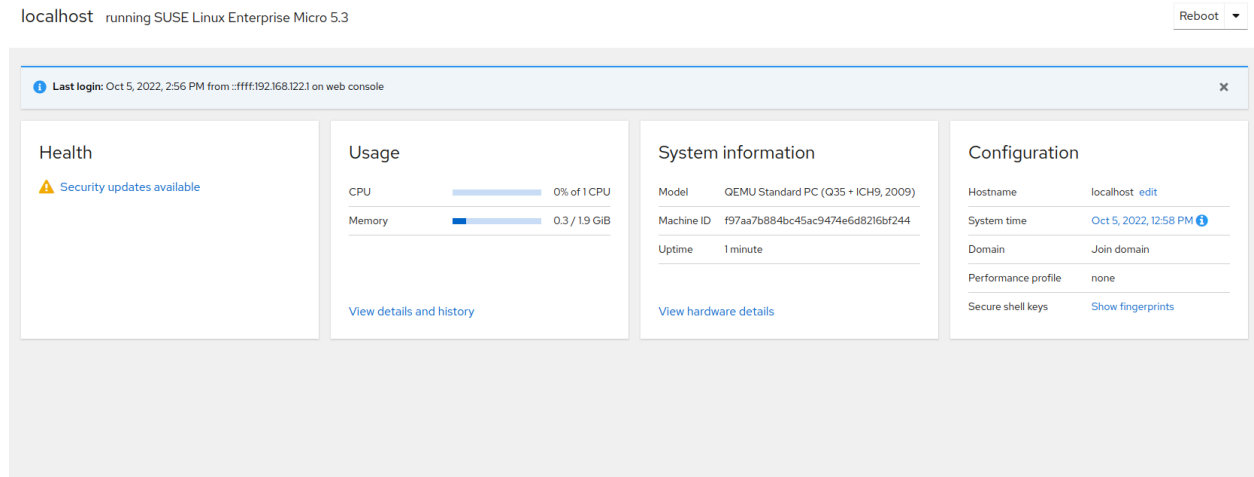 localhost running SUSE Linux Enterprise Micro 5.3
Reboot
Last login: Oct 5, 2022, 2:56 PM from ::ffff:192.168.122.1 on web console
Health
Security updates available
Usage
CPU 0% of 1 CPU
Memory 0.3 / 1.9 GiB
View details and history
System information
Model QEMU Standard PC (Q35 + ICH9, 2009)
Machine ID f97aa7b884bc45ac9474e6d8216bf244
Uptime 1 minute
View hardware details
Configuration
Hostname localhost edit
System time Oct 5, 2022, 12:58 PM
Domain Join domain
Performance profile none
Secure shell keys Show fingerprints